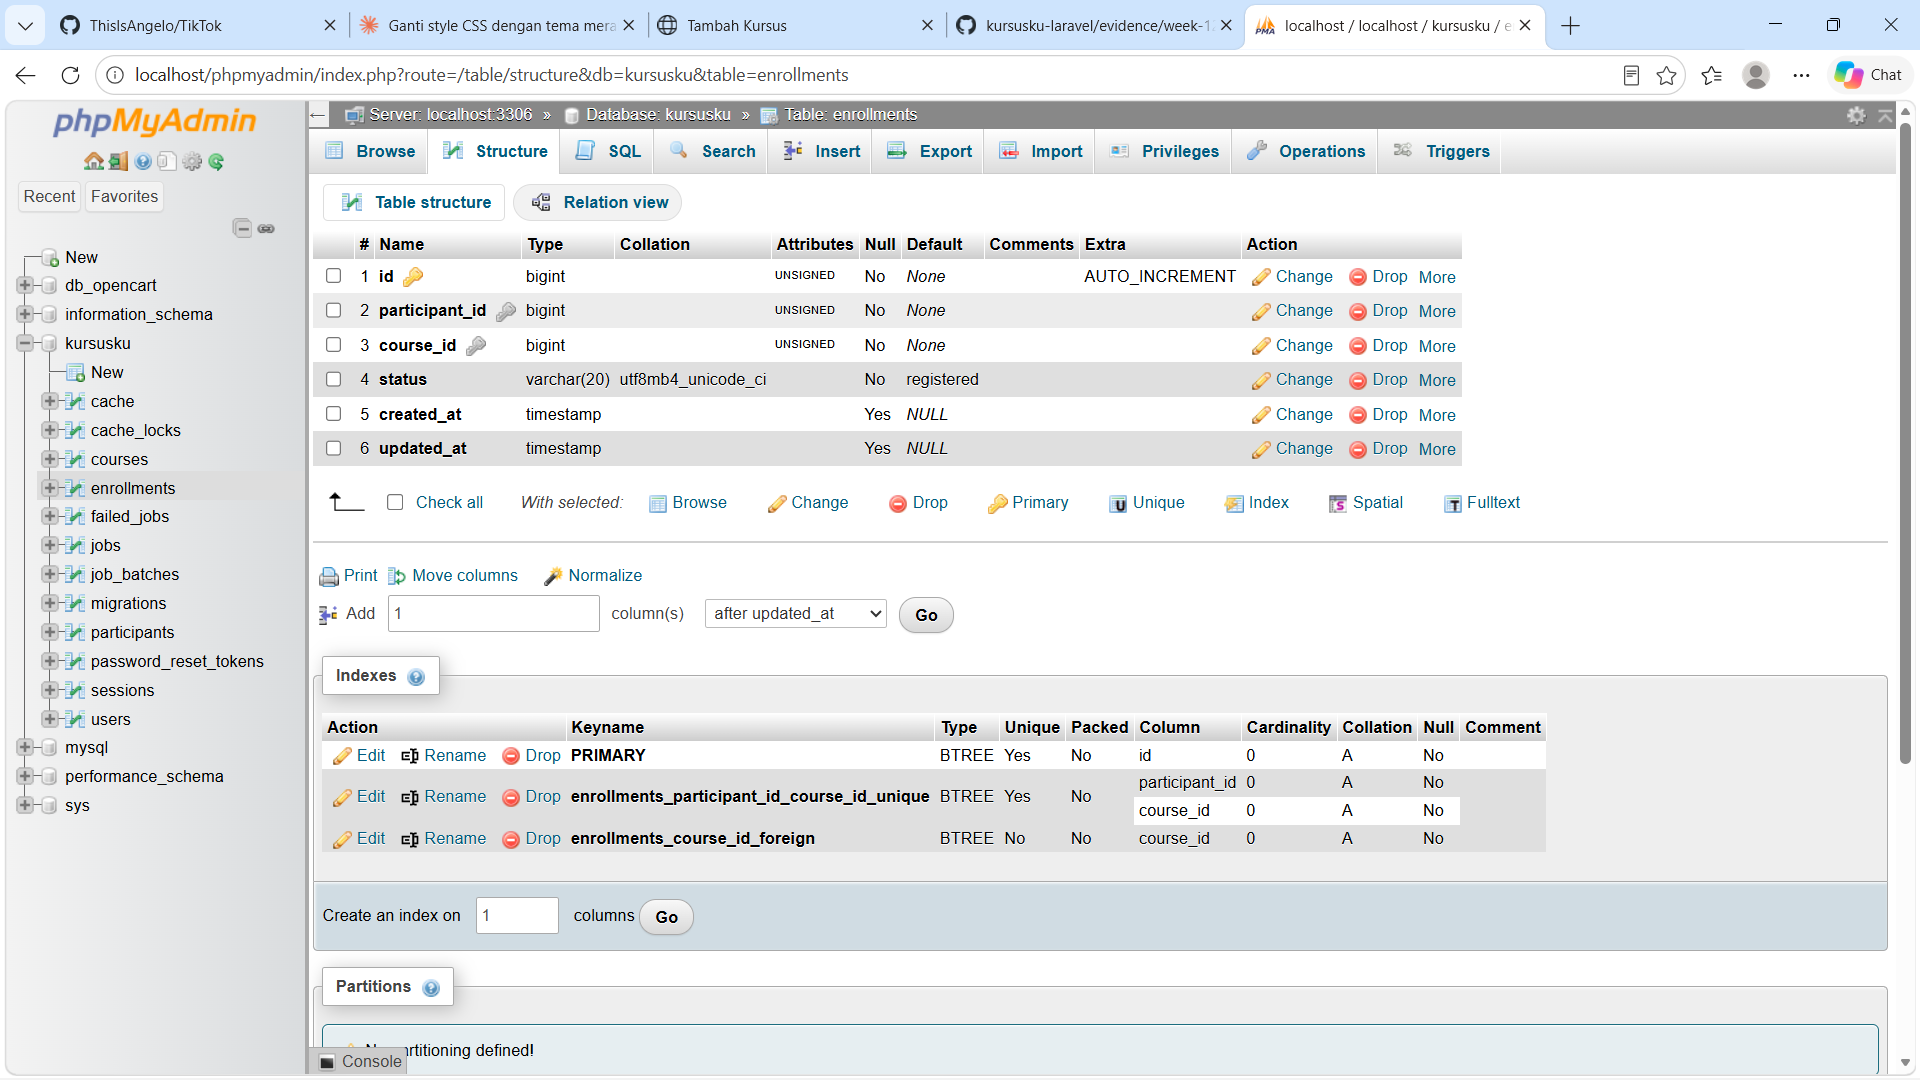 ThisIsAngelo/TikTok
Ganti style CSS dengan tema mera
Tambah Kursus
kursusku-laravel/evidence/week-12
localhost / localhost / kursusku / e
localhost/phpmyadmin/index.php?route=/table/structure&db=kursusku&table=enrollments
Chat
phpMyAdmin
Recent
Favorites
New
db_opencart
information_schema
kursusku
New
cache
cache_locks
courses
enrollments
failed_jobs
jobs
job_batches
migrations
participants
password_reset_tokens
sessions
users
mysql
performance_schema
sys
Server: localhost:3306 » Database: kursusku » Table: enrollments
Browse Structure SQL Search Insert Export Import Privileges Operations Triggers
Table structure Relation view
# Name Type Collation Attributes Null Default Comments Extra Action
1 id bigint UNSIGNED No None AUTO_INCREMENT Change Drop More
2 participant_id bigint UNSIGNED No None Change Drop More
3 course_id bigint UNSIGNED No None Change Drop More
4 status varchar(20) utf8mb4_unicode_ci No registered Change Drop More
5 created_at timestamp Yes NULL Change Drop More
6 updated_at timestamp Yes NULL Change Drop More
Check all With selected: Browse Change Drop Primary Unique Index Spatial Fulltext
Print Move columns Normalize
Add 1 column(s) after updated_at Go
Indexes
Action Keyname Type Unique Packed Column Cardinality Collation Null Comment
Edit Rename Drop PRIMARY BTREE Yes No id 0 A No
Edit Rename Drop enrollments_participant_id_course_id_unique BTREE Yes No participant_id 0 A No
course_id 0 A No
Edit Rename Drop enrollments_course_id_foreign BTREE No No course_id 0 A No
Create an index on 1 columns Go
Partitions
partitioning defined!
Console